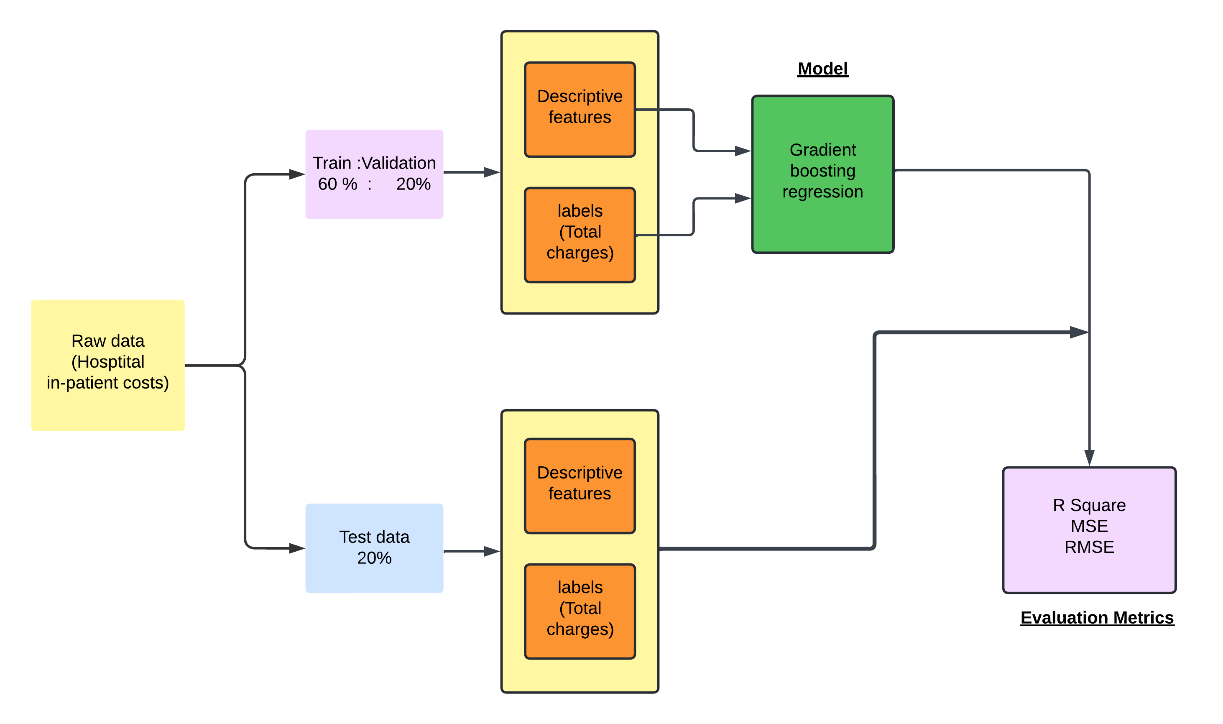 Model
Descriptive
features
Gradient
boosting
regression
Train :Validation
60 % : 20%
labels
(Total
charges)
Raw data
(Hosptital
in-patient costs)
Descriptive
features
Test data
20%
labels
(Total
charges)
R Square
MSE
RMSE
Evaluation Metrics